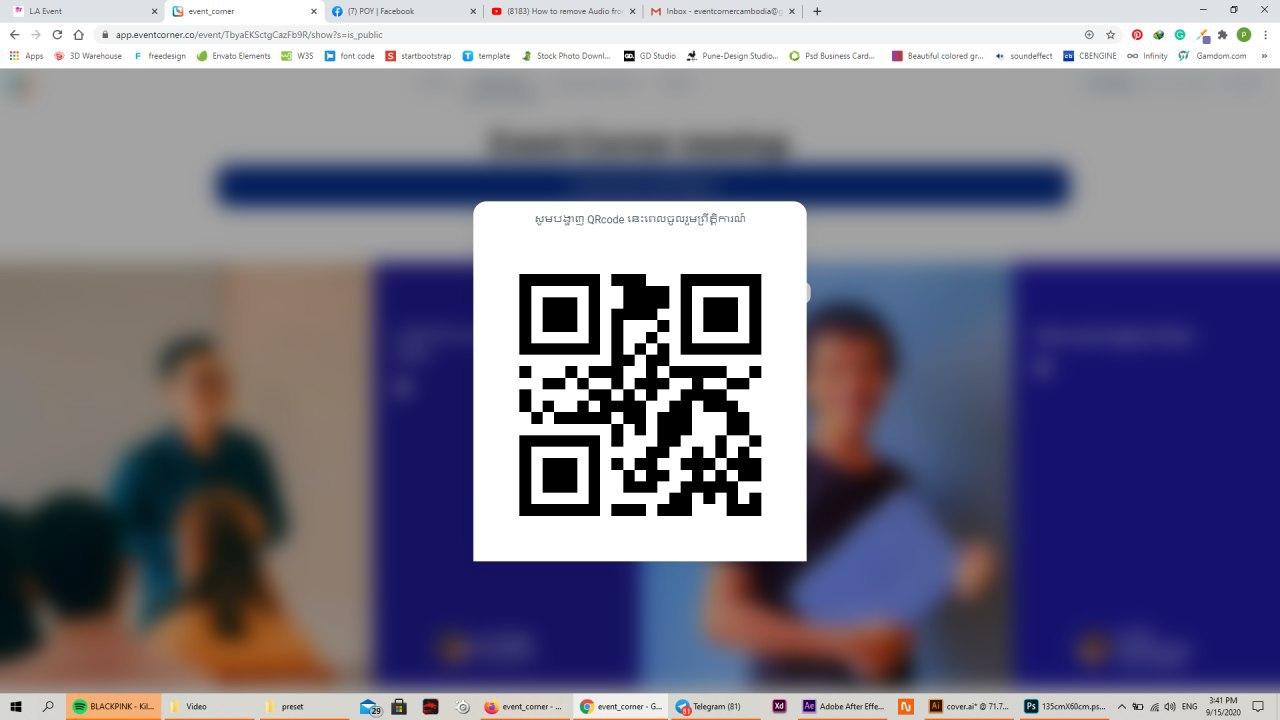 LA Event
event_corner
(7) POY | Facebook
(8183) How to remove Audio fro
Inbox - eventcornercambodia@g
app.eventcorner.co/event/TbyaEKSctgCazFb9R/show?s=is_public
Apps 3D Warehouse freedesign Envato Elements W3S font code startbootstrap template Stock Photo Downl... GD Studio Pune-Design Studio... Psd Business Card... Beautiful colored gr... soundeffect CBENGINE Infinity Gamdom.com
Event Corner meetup
សូមបង្ហាញ QRcode នេះពេលចូលរួមព្រឹត្តិការណ៍
BLACKPINK - Kil... Video preset 29 event_corner - ... event_corner - G... Telegram (81) Adobe After Effe... cover.ai* @ 71.7... 135cmX60cm.ps...
3:41 PM
9/15/2020